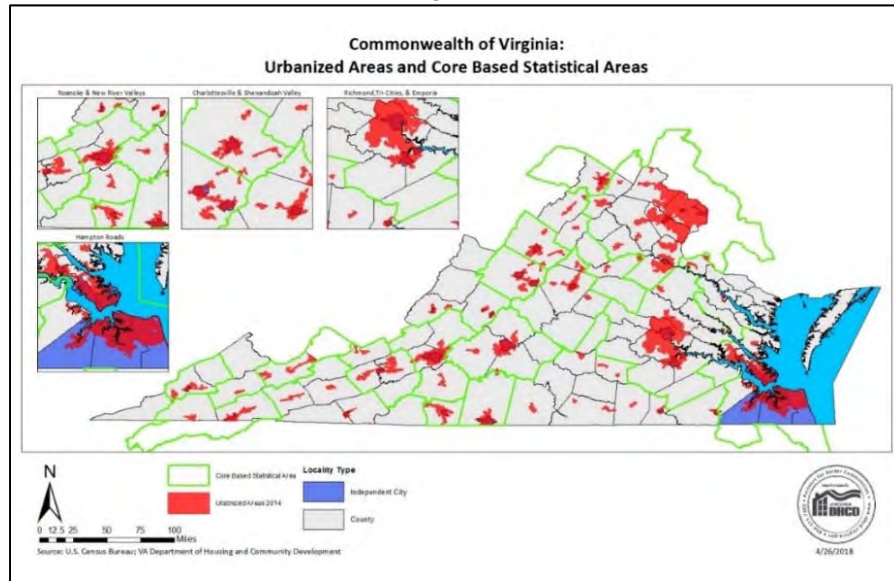 Commonwealth of Virginia:
Urbanized Areas and Core Based Statistical Areas
Roanoke & New River Valleys
Charlottesville & Shenandoah Valley
Richmond, Tri-Cities, & Emporia
Hampton Roads
N
0 12.5 25 50 75 100
Miles
Core Based Statistical Area
Urbanized Areas 2014
Locality Type
Independent City
County
DHCD
4/26/2018
Source: U.S. Census Bureau; VA Department of Housing and Community Development